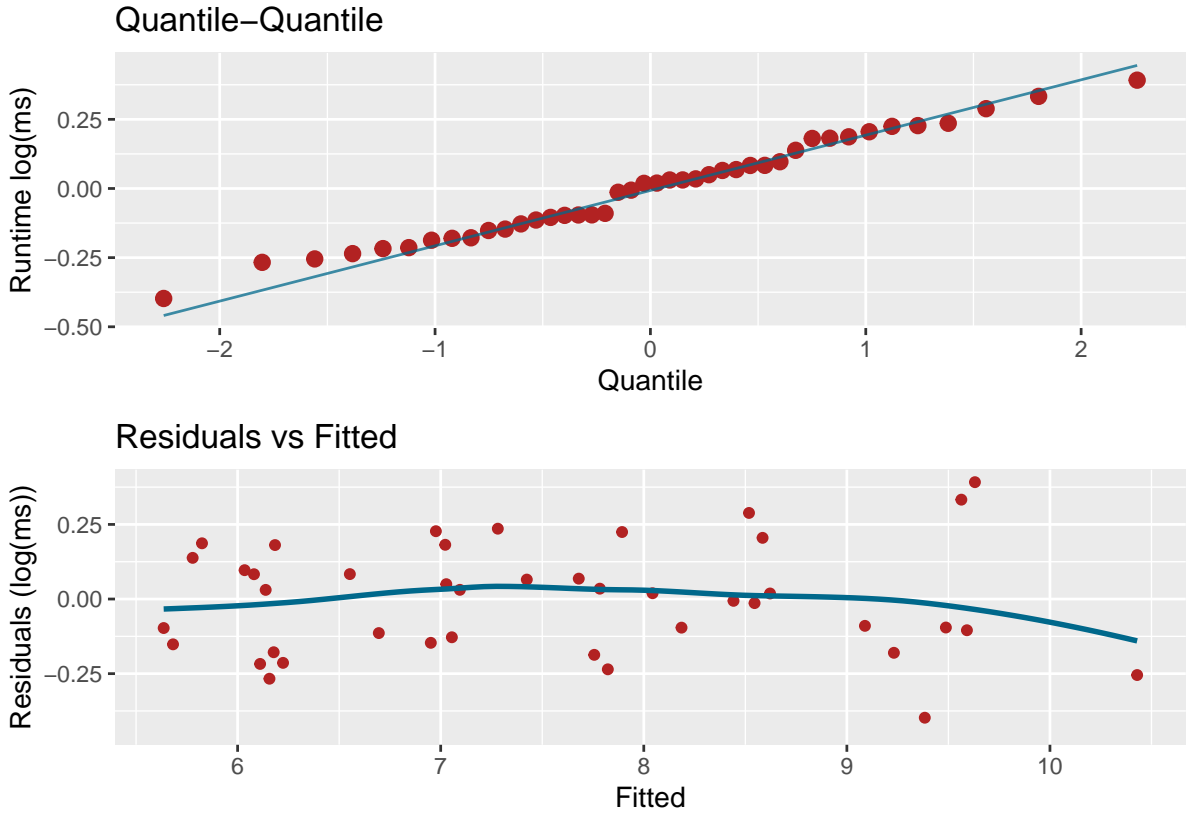 Quantile−Quantile
Runtime log(ms)
0.25
0.00
−0.25
−0.50
−2 −1 0 1 2
Quantile
Residuals vs Fitted
Residuals (log(ms))
0.25
0.00
−0.25
6 7 8 9 10
Fitted